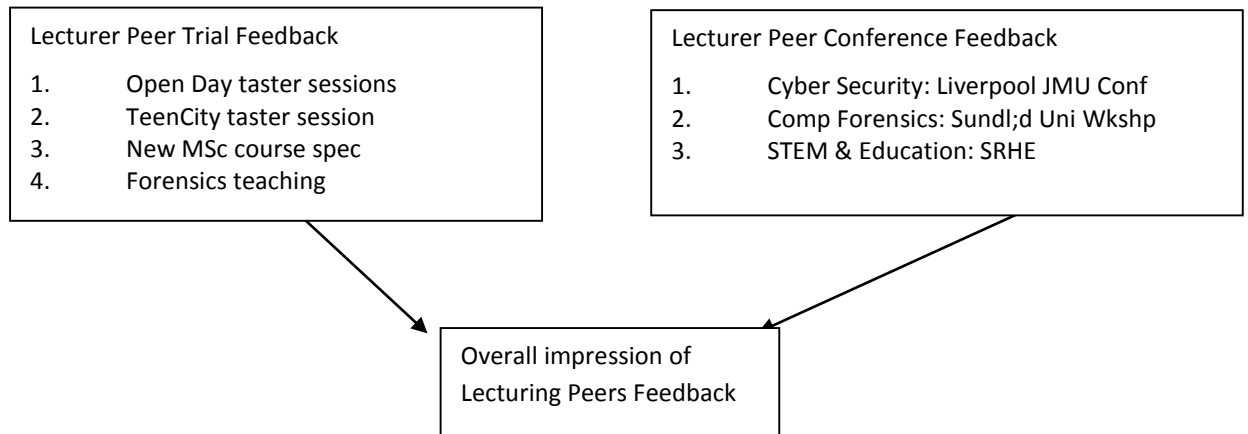 Lecturer Peer Trial Feedback
1. Open Day taster sessions
2. TeenCity taster session
3. New MSc course spec
4. Forensics teaching
Lecturer Peer Conference Feedback
1. Cyber Security: Liverpool JMU Conf
2. Comp Forensics: Sundl;d Uni Wkshp
3. STEM & Education: SRHE
Overall impression of
Lecturing Peers Feedback